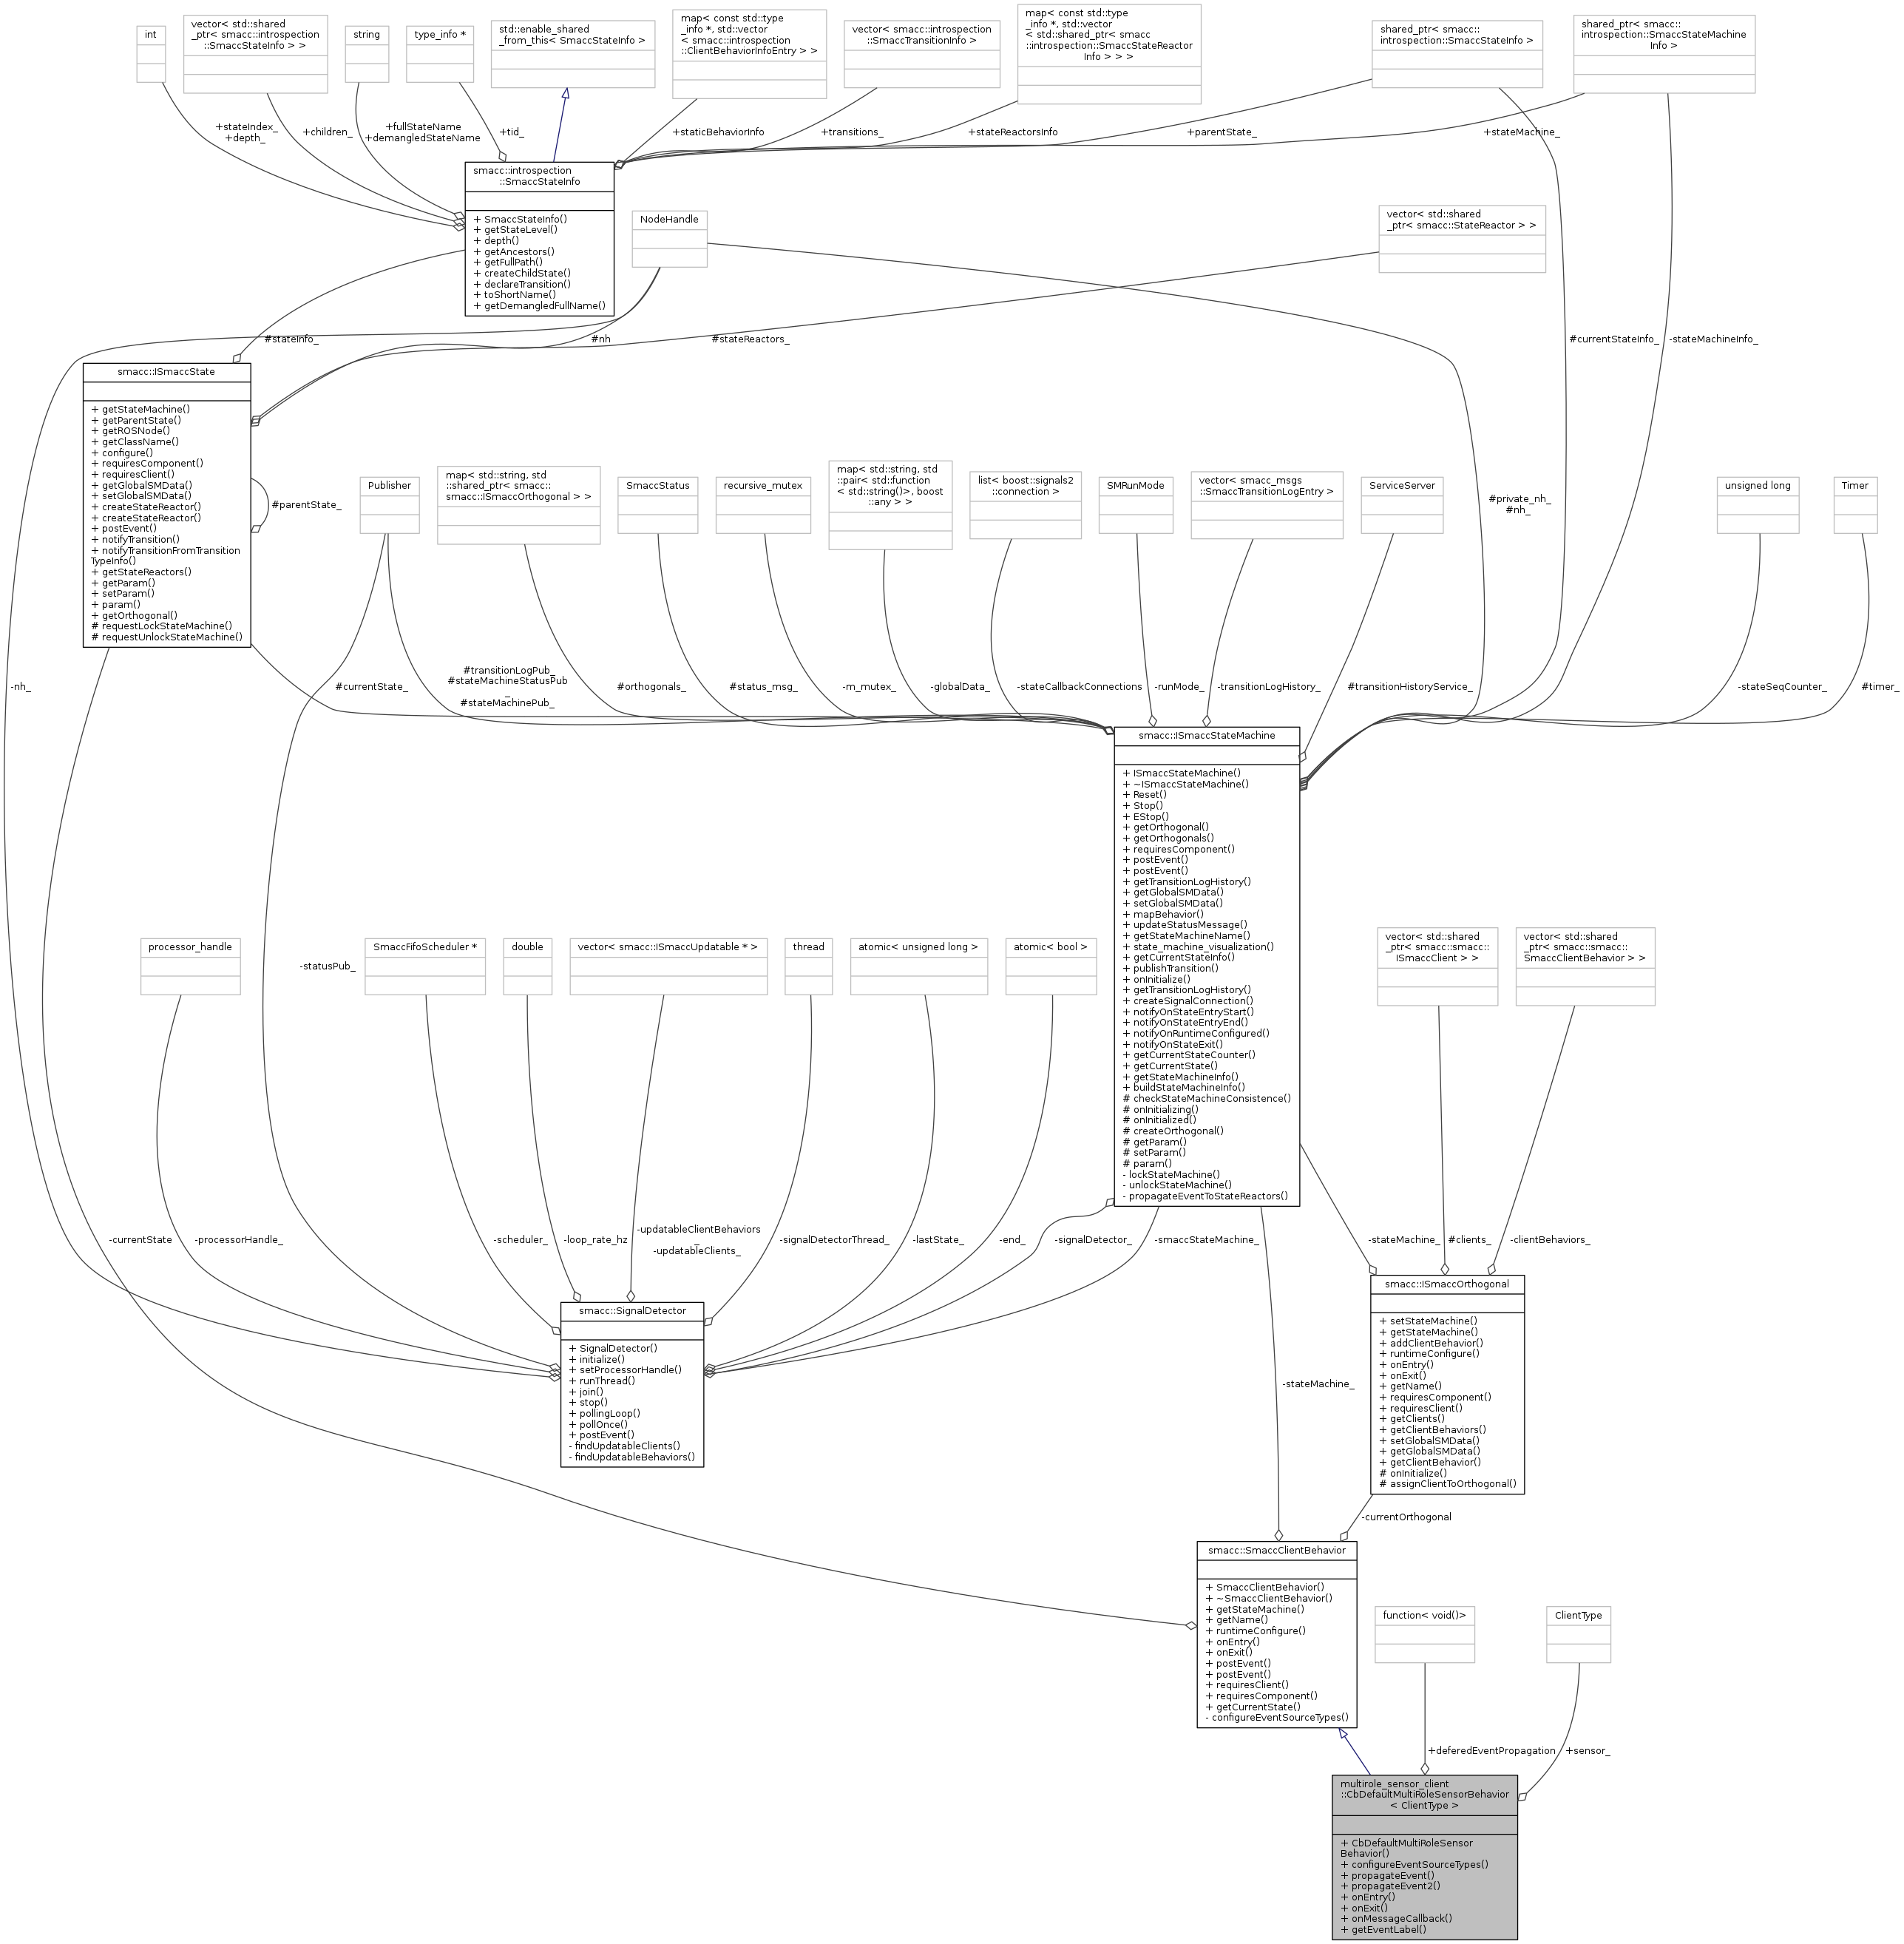 int
vector< std::shared
_ptr< smacc::introspection
::SmaccStateInfo > >
string
type_info *
std::enable_shared
_from_this< SmaccStateInfo >
map< const std::type
_info *, std::vector
< smacc::introspection
::ClientBehaviorInfoEntry > >
vector< smacc::introspection
::SmaccTransitionInfo >
map< const std::type
_info *, std::vector
< std::shared_ptr< smacc
::introspection::SmaccStateReactor
Info > > >
shared_ptr< smacc::
introspection::SmaccStateInfo >
shared_ptr< smacc::
introspection::SmaccStateMachine
Info >
+stateIndex_
+depth_
+children_
+fullStateName
+demangledStateName
+tid_
+staticBehaviorInfo
+transitions_
+stateReactorsInfo
+parentState_
+stateMachine_
smacc::introspection
::SmaccStateInfo
+ SmaccStateInfo()
+ getStateLevel()
+ depth()
+ getAncestors()
+ getFullPath()
+ createChildState()
+ declareTransition()
+ toShortName()
+ getDemangledFullName()
NodeHandle
vector< std::shared
_ptr< smacc::StateReactor > >
#stateInfo_
#nh
#stateReactors_
#currentStateInfo_
-stateMachineInfo_
smacc::ISmaccState
+ getStateMachine()
+ getParentState()
+ getROSNode()
+ getClassName()
+ configure()
+ requiresComponent()
+ requiresClient()
+ getGlobalSMData()
+ setGlobalSMData()
+ createStateReactor()
+ createStateReactor()
+ postEvent()
+ notifyTransition()
+ notifyTransitionFromTransition
TypeInfo()
+ getStateReactors()
+ getParam()
+ setParam()
+ param()
+ getOrthogonal()
# requestLockStateMachine()
# requestUnlockStateMachine()
#parentState_
Publisher
map< std::string, std
::shared_ptr< smacc::
smacc::ISmaccOrthogonal > >
SmaccStatus
recursive_mutex
map< std::string, std
::pair< std::function
< std::string()>, boost
::any > >
list< boost::signals2
::connection >
SMRunMode
vector< smacc_msgs
::SmaccTransitionLogEntry >
ServiceServer
#private_nh_
#nh_
unsigned long
Timer
-nh_
#currentState_
#transitionLogPub_
#stateMachineStatusPub
_
#stateMachinePub_
#orthogonals_
#status_msg_
-m_mutex_
-globalData_
-stateCallbackConnections
-runMode_
-transitionLogHistory_
#transitionHistoryService_
-stateSeqCounter_
#timer_
smacc::ISmaccStateMachine
+ ISmaccStateMachine()
+ ~ISmaccStateMachine()
+ Reset()
+ Stop()
+ EStop()
+ getOrthogonal()
+ getOrthogonals()
+ requiresComponent()
+ postEvent()
+ postEvent()
+ getTransitionLogHistory()
+ getGlobalSMData()
+ setGlobalSMData()
+ mapBehavior()
+ updateStatusMessage()
+ getStateMachineName()
+ state_machine_visualization()
+ getCurrentStateInfo()
+ publishTransition()
+ onInitialize()
+ getTransitionLogHistory()
+ createSignalConnection()
+ notifyOnStateEntryStart()
+ notifyOnStateEntryEnd()
+ notifyOnRuntimeConfigured()
+ notifyOnStateExit()
+ getCurrentStateCounter()
+ getCurrentState()
+ getStateMachineInfo()
+ buildStateMachineInfo()
# checkStateMachineConsistence()
# onInitializing()
# onInitialized()
# createOrthogonal()
# getParam()
# setParam()
# param()
- lockStateMachine()
- unlockStateMachine()
- propagateEventToStateReactors()
processor_handle
-statusPub_
SmaccFifoScheduler *
double
vector< smacc::ISmaccUpdatable * >
thread
atomic< unsigned long >
atomic< bool >
vector< std::shared
_ptr< smacc::smacc::
ISmaccClient > >
vector< std::shared
_ptr< smacc::smacc::
SmaccClientBehavior > >
-currentState
-processorHandle_
-scheduler_
-loop_rate_hz
-updatableClientBehaviors
_
-updatableClients_
-signalDetectorThread_
-lastState_
-end_
-signalDetector_
-smaccStateMachine_
-stateMachine_
#clients_
-clientBehaviors_
smacc::SignalDetector
+ SignalDetector()
+ initialize()
+ setProcessorHandle()
+ runThread()
+ join()
+ stop()
+ pollingLoop()
+ pollOnce()
+ postEvent()
- findUpdatableClients()
- findUpdatableBehaviors()
smacc::ISmaccOrthogonal
+ setStateMachine()
+ getStateMachine()
+ addClientBehavior()
+ runtimeConfigure()
+ onEntry()
+ onExit()
+ getName()
+ requiresComponent()
+ requiresClient()
+ getClients()
+ getClientBehaviors()
+ setGlobalSMData()
+ getGlobalSMData()
+ getClientBehavior()
# onInitialize()
# assignClientToOrthogonal()
-stateMachine_
-currentOrthogonal
smacc::SmaccClientBehavior
+ SmaccClientBehavior()
+ ~SmaccClientBehavior()
+ getStateMachine()
+ getName()
+ runtimeConfigure()
+ onEntry()
+ onExit()
+ postEvent()
+ postEvent()
+ requiresClient()
+ requiresComponent()
+ getCurrentState()
- configureEventSourceTypes()
function< void()>
ClientType
+deferedEventPropagation
+sensor_
multirole_sensor_client
::CbDefaultMultiRoleSensorBehavior
< ClientType >
+ CbDefaultMultiRoleSensor
Behavior()
+ configureEventSourceTypes()
+ propagateEvent()
+ propagateEvent2()
+ onEntry()
+ onExit()
+ onMessageCallback()
+ getEventLabel()